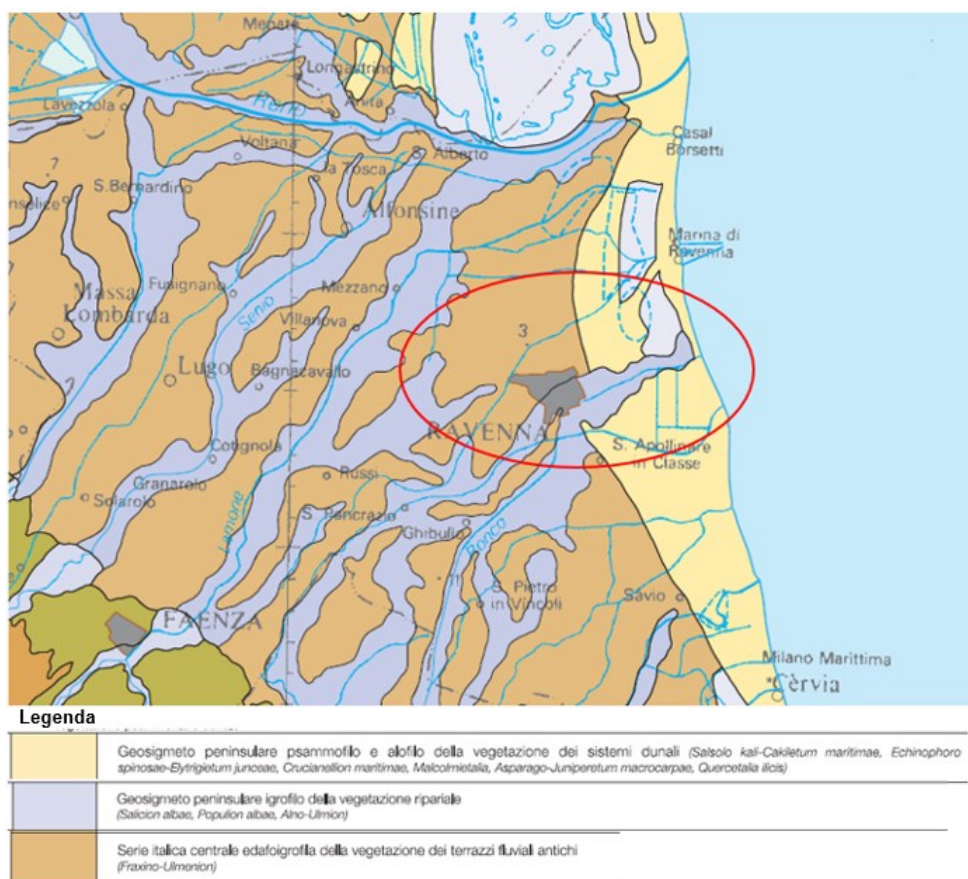 Menate
Longastrino
Lavezzola
Reno
Anita
Voltana
S. Alberto
Casal
Borsetti
la Tosca
S. Bernardino
Alfonsine
Marina di
Ravenna
Massa
Lombarda
Fusignano
Mezzano
Senio
Villanova
3
Lugo
Bagnacavallo
RAVENNA
Cotignola
S. Apollinare
in Classe
Russi
Granarolo
Solarolo
S. Pancrazio
Lamone
Ghibullo
Ronco
11
S. Pietro
in Vincoli
Savio
FAENZA
Milano Marittima
Cèrvia
Legenda
Geosigmeto peninsulare psammofilo e alofilo della vegetazione dei sistemi dunali (Salsolo kali-Cakiletum maritimae, Echinophoro
spinosae-Elytrigietum junceae, Crucianellion maritimae, Malcolmietalia, Asparago-Juniperetum macrocarpae, Quercetalia ilicis)
Geosigmeto peninsulare igrofilo della vegetazione ripariale
(Salicion albae, Populion albae, Alno-Ulmion)
Serie italica centrale edafoigrofila della vegetazione dei terrazzi fluviali antichi
(Fraxino-Ulmenion)